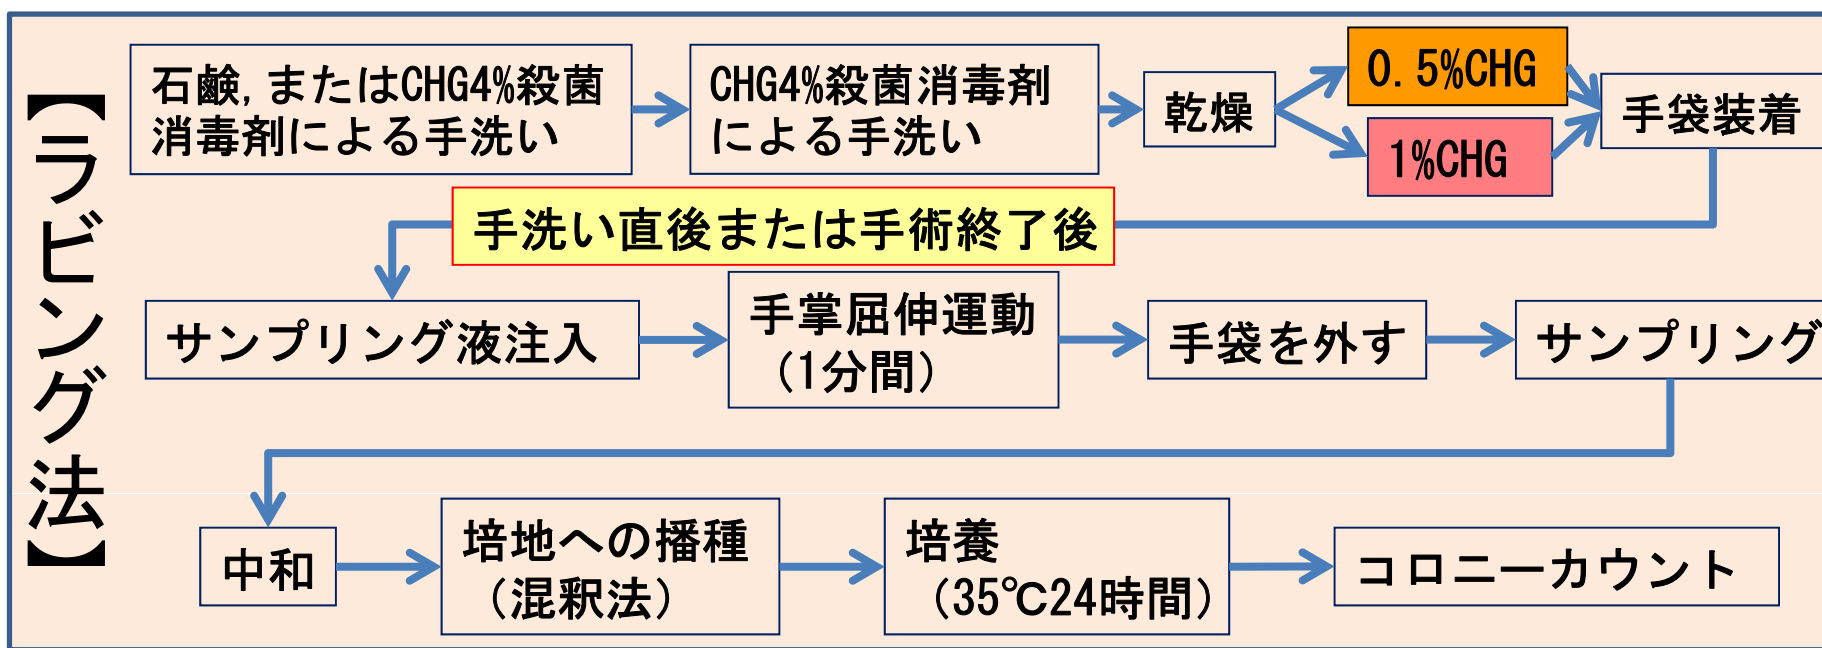 【ラビング法】
石鹸，またはCHG4%殺菌
消毒剤による手洗い
CHG4%殺菌消毒剤
による手洗い
乾燥
0.5%CHG
1%CHG
手袋装着
手洗い直後または手術終了後
サンプリング液注入
手掌屈伸運動
（1分間）
手袋を外す
サンプリング
中和
培地への播種
（混釈法）
培養
（35℃24時間）
コロニーカウント